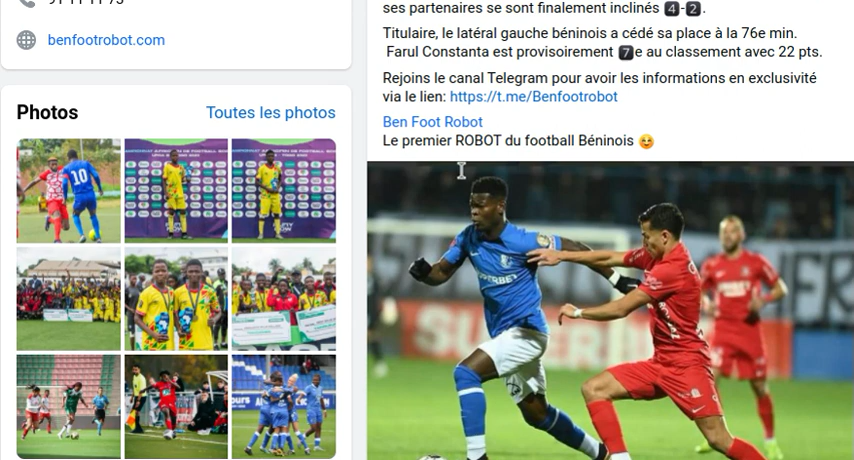 benfootrobot.com
Photos
Toutes les photos
ses partenaires se sont finalement inclinés 4-2.
Titulaire, le latéral gauche béninois a cédé sa place à la 76e min.
Farul Constanta est provisoirement 7e au classement avec 22 pts.
Rejoins le canal Telegram pour avoir les informations en exclusivité
via le lien: https://t.me/Benfootrobot
Ben Foot Robot
Le premier ROBOT du football Béninois 😋
10